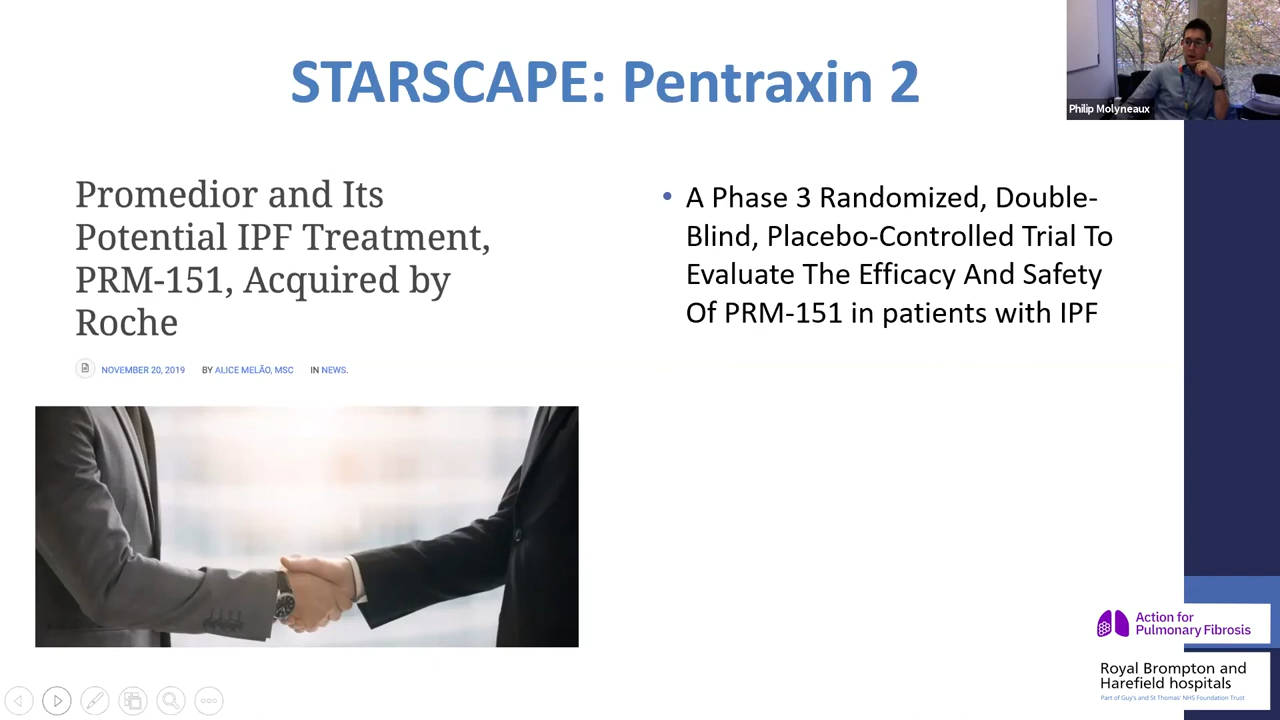 STARSCAPE: Pentraxin 2
Philip Molyneaux
Promedior and Its
Potential IPF Treatment,
PRM-151, Acquired by
Roche
NOVEMBER 20, 2019 BY ALICE MELÃO, MSC IN NEWS.
• A Phase 3 Randomized, Double-
Blind, Placebo-Controlled Trial To
Evaluate The Efficacy And Safety
Of PRM-151 in patients with IPF
Action for
Pulmonary Fibrosis
Royal Brompton and
Harefield hospitals
Part of Guy's and St Thomas' NHS Foundation Trust